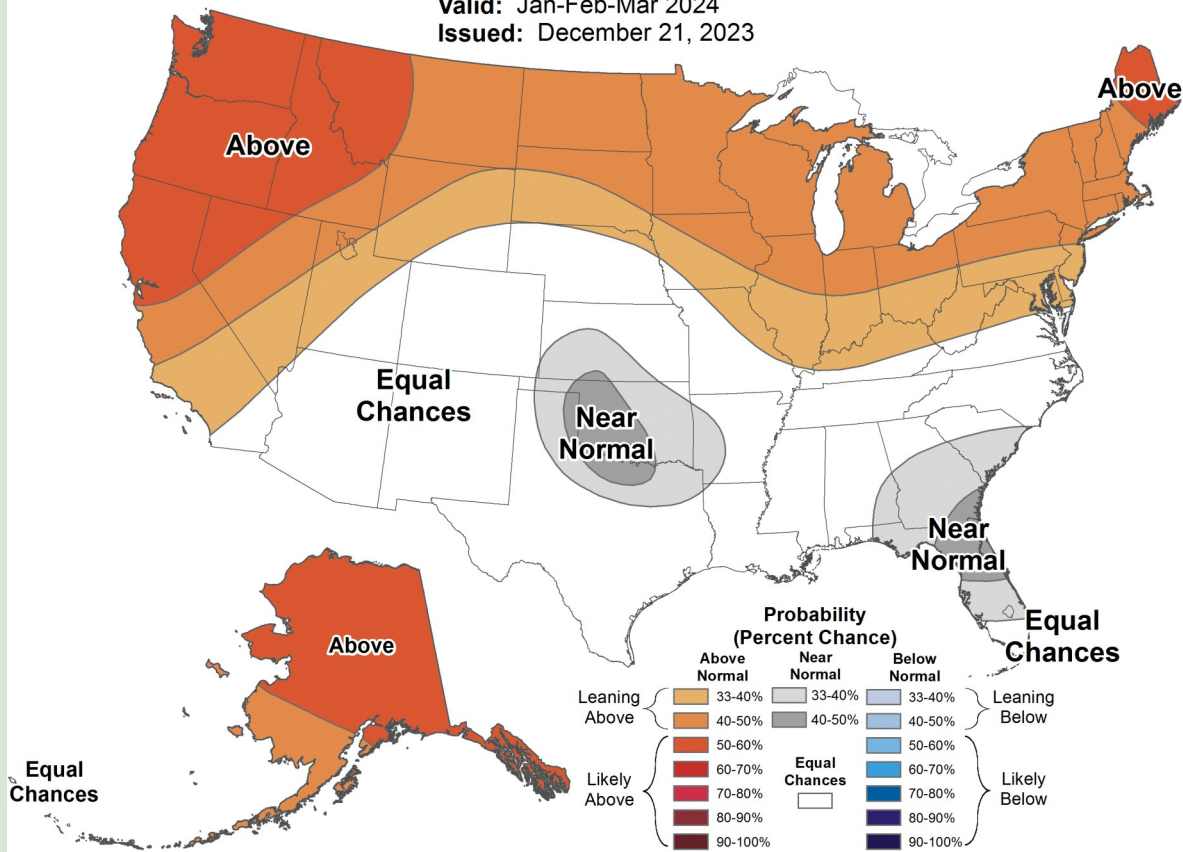 Valid: Jan-Feb-Mar 2024
Issued: December 21, 2023
Above
Above
Equal
Chances
Near
Normal
Near
Normal
Equal
Chances
Above
Equal
Chances
Probability
(Percent Chance)
Above
Normal
Near
Normal
Below
Normal
Leaning
Above
33-40%
33-40%
33-40%
Leaning
Below
40-50%
40-50%
40-50%
Likely
Above
50-60%
50-60%
Likely
Below
60-70%
Equal
Chances
60-70%
70-80%
70-80%
80-90%
80-90%
90-100%
90-100%